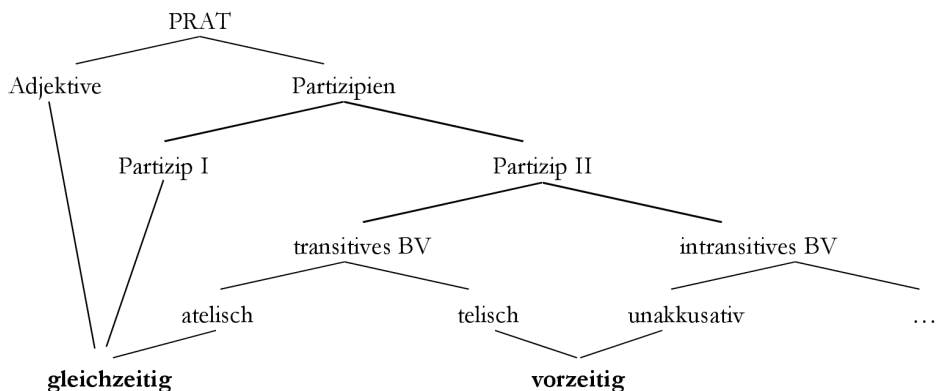 PRAT
Adjektive Partizipien
Partizip I Partizip II
transitives BV intransitives BV
atelisch telisch unakkusativ …
gleichzeitig vorzeitig